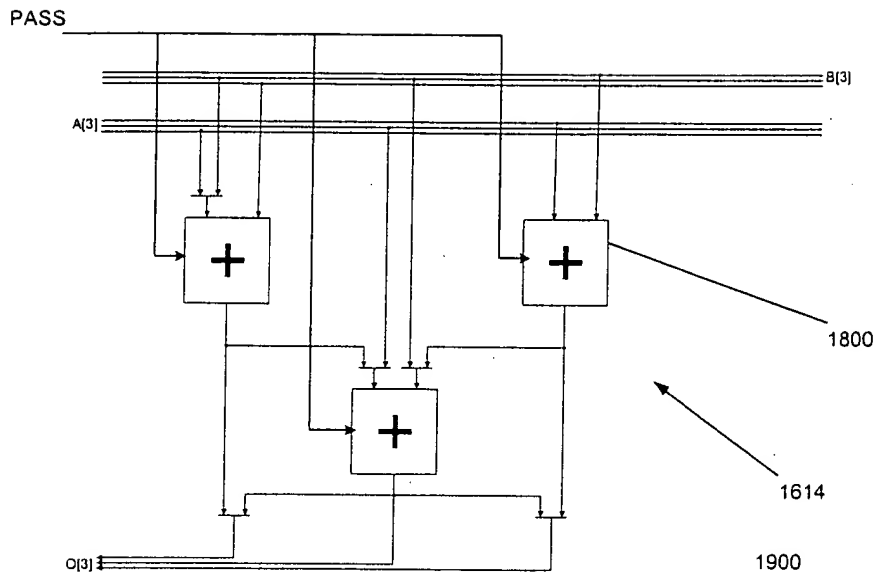 PASS
B[3]
A[3]
+
+
1800
+
1614
O[3]
1900